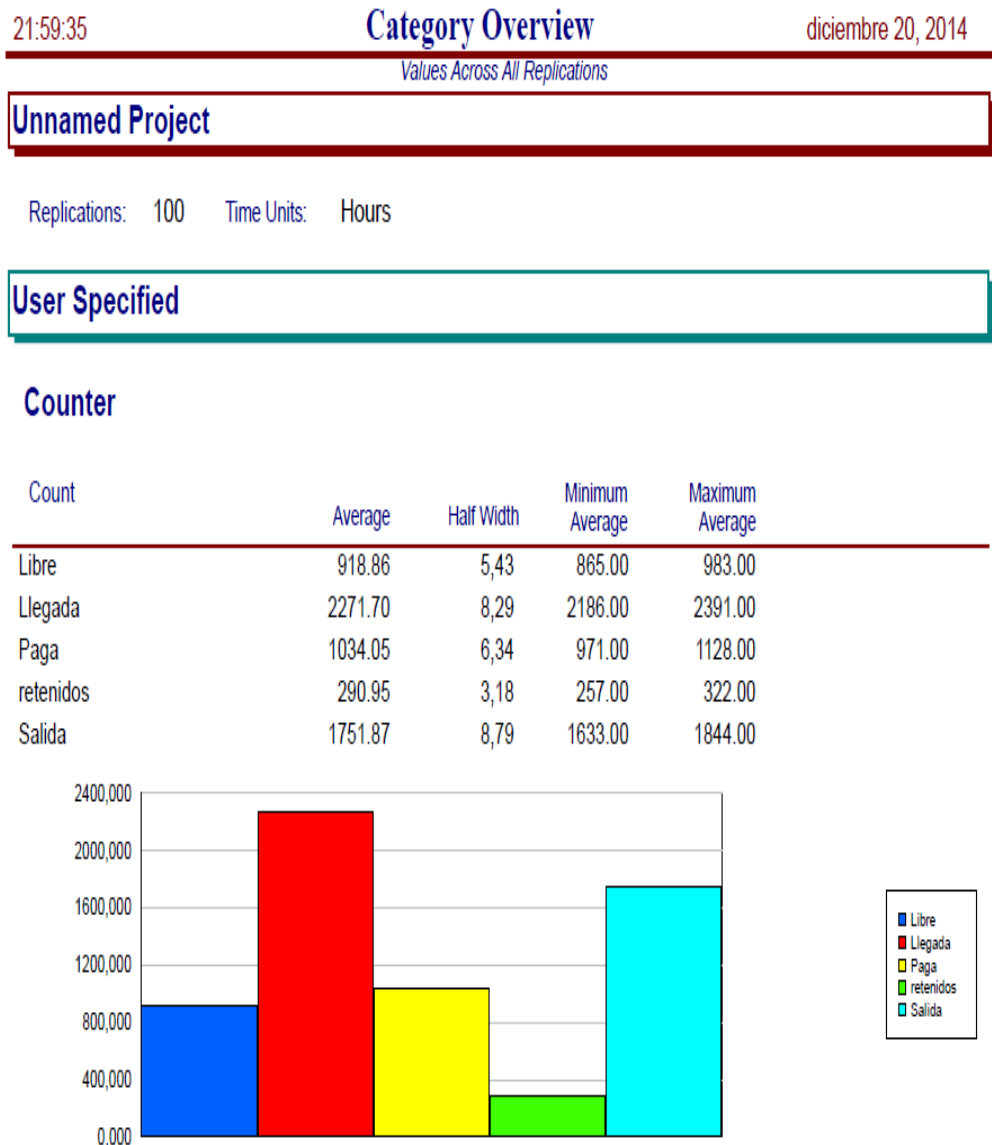 21:59:35 Category Overview diciembre 20, 2014
Values Across All Replications
Unnamed Project
Replications: 100 Time Units: Hours
User Specified
Counter
Count Average Half Width Minimum Average Maximum Average
Libre 918.86 5,43 865.00 983.00
Llegada 2271.70 8,29 2186.00 2391.00
Paga 1034.05 6,34 971.00 1128.00
retenidos 290.95 3,18 257.00 322.00
Salida 1751.87 8,79 1633.00 1844.00
2400,000
2000,000
1600,000
1200,000
800,000
400,000
0.000
Libre
Llegada
Paga
retenidos
Salida